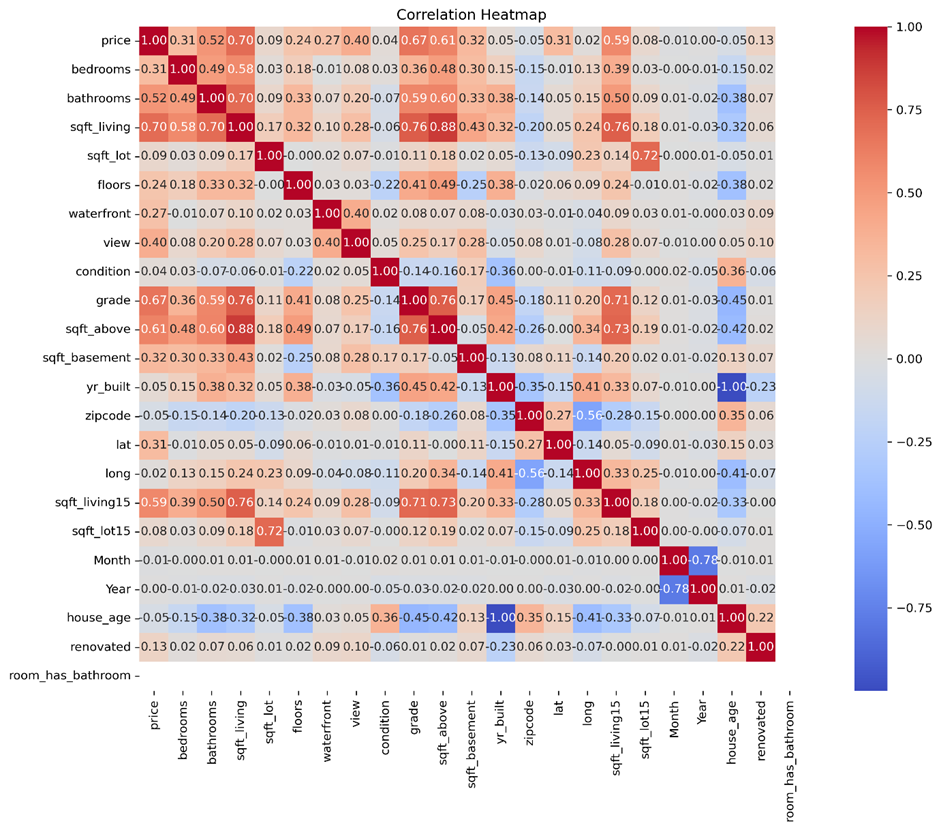 Correlation Heatmap
price 1.00 0.31 0.52 0.70 0.09 0.24 0.27 0.40 0.04 0.67 0.61 0.32 0.05 -0.05 0.31 0.02 0.59 0.08 -0.01 0.00 -0.05 0.13
bedrooms 0.31 1.00 0.49 0.58 0.03 0.18 -0.01 0.08 0.03 0.36 0.48 0.30 0.15 -0.15 -0.01 0.13 0.39 0.03 -0.00 -0.01 -0.15 0.02
bathrooms 0.52 0.49 1.00 0.70 0.09 0.33 0.07 0.20 -0.07 0.59 0.60 0.33 0.38 -0.14 0.05 0.15 0.50 0.09 0.01 -0.02 -0.38 0.07
sqft_living 0.70 0.58 0.70 1.00 0.17 0.32 0.10 0.28 -0.06 0.76 0.88 0.43 0.32 -0.20 0.05 0.24 0.76 0.18 0.01 -0.03 -0.32 0.06
sqft_lot 0.09 0.03 0.09 0.17 1.00 -0.00 0.02 0.07 -0.01 0.11 0.18 0.02 0.05 -0.13 -0.09 0.23 0.14 0.72 -0.00 0.01 -0.05 0.01
floors 0.24 0.18 0.33 0.32 -0.00 1.00 0.03 0.03 -0.22 0.41 0.49 -0.25 0.38 -0.02 0.06 0.09 0.24 -0.01 0.01 -0.02 -0.38 0.02
waterfront 0.27 -0.01 0.07 0.10 0.02 0.03 1.00 0.40 0.02 0.08 0.07 0.08 -0.03 0.03 -0.01 -0.04 0.09 0.03 0.01 -0.00 0.03 0.09
view 0.40 0.08 0.20 0.28 0.07 0.03 0.40 1.00 0.05 0.25 0.17 0.28 -0.05 0.08 0.01 -0.08 0.28 0.07 -0.01 0.00 0.05 0.10
condition 0.04 0.03 -0.07 -0.06 -0.01 -0.22 0.02 0.05 1.00 -0.14 -0.16 0.17 -0.36 0.00 -0.01 -0.11 -0.09 -0.00 0.02 -0.05 0.36 -0.06
grade 0.67 0.36 0.59 0.76 0.11 0.41 0.08 0.25 -0.14 1.00 0.76 0.17 0.45 -0.18 0.11 0.20 0.71 0.12 0.01 -0.03 -0.45 0.01
sqft_above 0.61 0.48 0.60 0.88 0.18 0.49 0.07 0.17 -0.16 0.76 1.00 -0.05 0.42 -0.26 -0.00 0.34 0.73 0.19 0.01 -0.02 -0.42 0.02
sqft_basement 0.32 0.30 0.33 0.43 0.02 -0.25 0.08 0.28 0.17 0.17 -0.05 1.00 -0.13 0.08 0.11 -0.14 0.20 0.02 0.01 -0.02 0.13 0.07
yr_built 0.05 0.15 0.38 0.32 0.05 0.38 -0.03 -0.05 -0.36 0.45 0.42 -0.13 1.00 -0.35 -0.15 0.41 0.33 0.07 -0.01 0.00 -1.00 -0.23
zipcode -0.05 -0.15 -0.14 -0.20 -0.13 -0.02 0.03 0.08 0.00 -0.18 -0.26 0.08 -0.35 1.00 0.27 -0.56 -0.28 -0.15 -0.00 0.00 0.35 0.06
lat 0.31 -0.01 0.05 0.05 -0.09 0.06 -0.01 0.01 -0.01 0.11 -0.00 0.11 -0.15 0.27 1.00 -0.14 0.05 -0.09 0.01 -0.03 0.15 0.03
long 0.02 0.13 0.15 0.24 0.23 0.09 -0.04 -0.08 -0.11 0.20 0.34 -0.14 0.41 -0.56 -0.14 1.00 0.33 0.25 -0.01 0.00 -0.41 -0.07
sqft_living15 0.59 0.39 0.50 0.76 0.14 0.24 0.09 0.28 -0.09 0.71 0.73 0.20 0.33 -0.28 0.05 0.33 1.00 0.18 0.00 -0.02 -0.33 -0.00
sqft_lot15 0.08 0.03 0.09 0.18 0.72 -0.01 0.03 0.07 -0.00 0.12 0.19 0.02 0.07 -0.15 -0.09 0.25 0.18 1.00 0.00 -0.00 -0.07 0.01
Month -0.01 -0.00 0.01 0.01 -0.00 0.01 0.01 -0.01 0.02 0.01 0.01 0.01 -0.01 -0.00 0.01 -0.01 0.00 0.00 1.00 -0.78 -0.01 0.01
Year 0.00 -0.01 -0.02 -0.03 0.01 -0.02 -0.00 0.00 -0.05 -0.03 -0.02 -0.02 0.00 0.00 -0.03 0.00 -0.02 -0.00 -0.78 1.00 0.01 -0.02
house_age -0.05 -0.15 -0.38 -0.32 -0.05 -0.38 0.03 0.05 0.36 -0.45 -0.42 0.13 -1.00 0.35 0.15 -0.41 -0.33 -0.07 -0.01 0.01 1.00 0.22
renovated 0.13 0.02 0.07 0.06 0.01 0.02 0.09 0.10 -0.06 0.01 0.02 0.07 -0.23 0.06 0.03 -0.07 -0.00 0.01 0.01 -0.02 0.22 1.00
room_has_bathroom
price
bedrooms
bathrooms
sqft_living
sqft_lot
floors
waterfront
view
condition
grade
sqft_above
sqft_basement
yr_built
zipcode
lat
long
sqft_living15
sqft_lot15
Month
Year
house_age
renovated
room_has_bathroom
1.00
0.75
0.50
0.25
0.00
−0.25
−0.50
−0.75